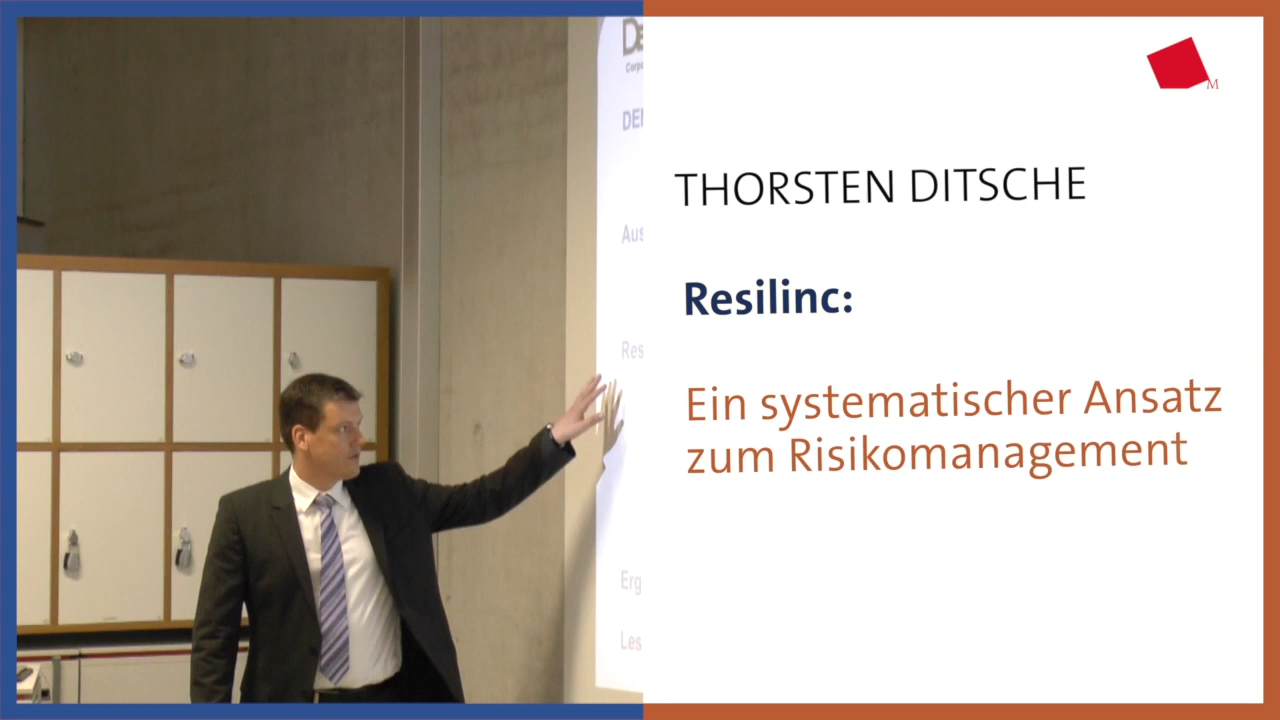 THORSTEN DITSCHE
Resilinc:
Ein systematischer Ansatz
zum Risikomanagement
M